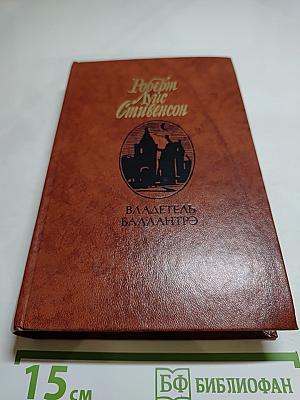 Роберт
Луис
Стивенсон
ВЛАДЕТЕЛЬ
БАЛЛАНТРЭ
15 см
БФ БИБЛИОФАН